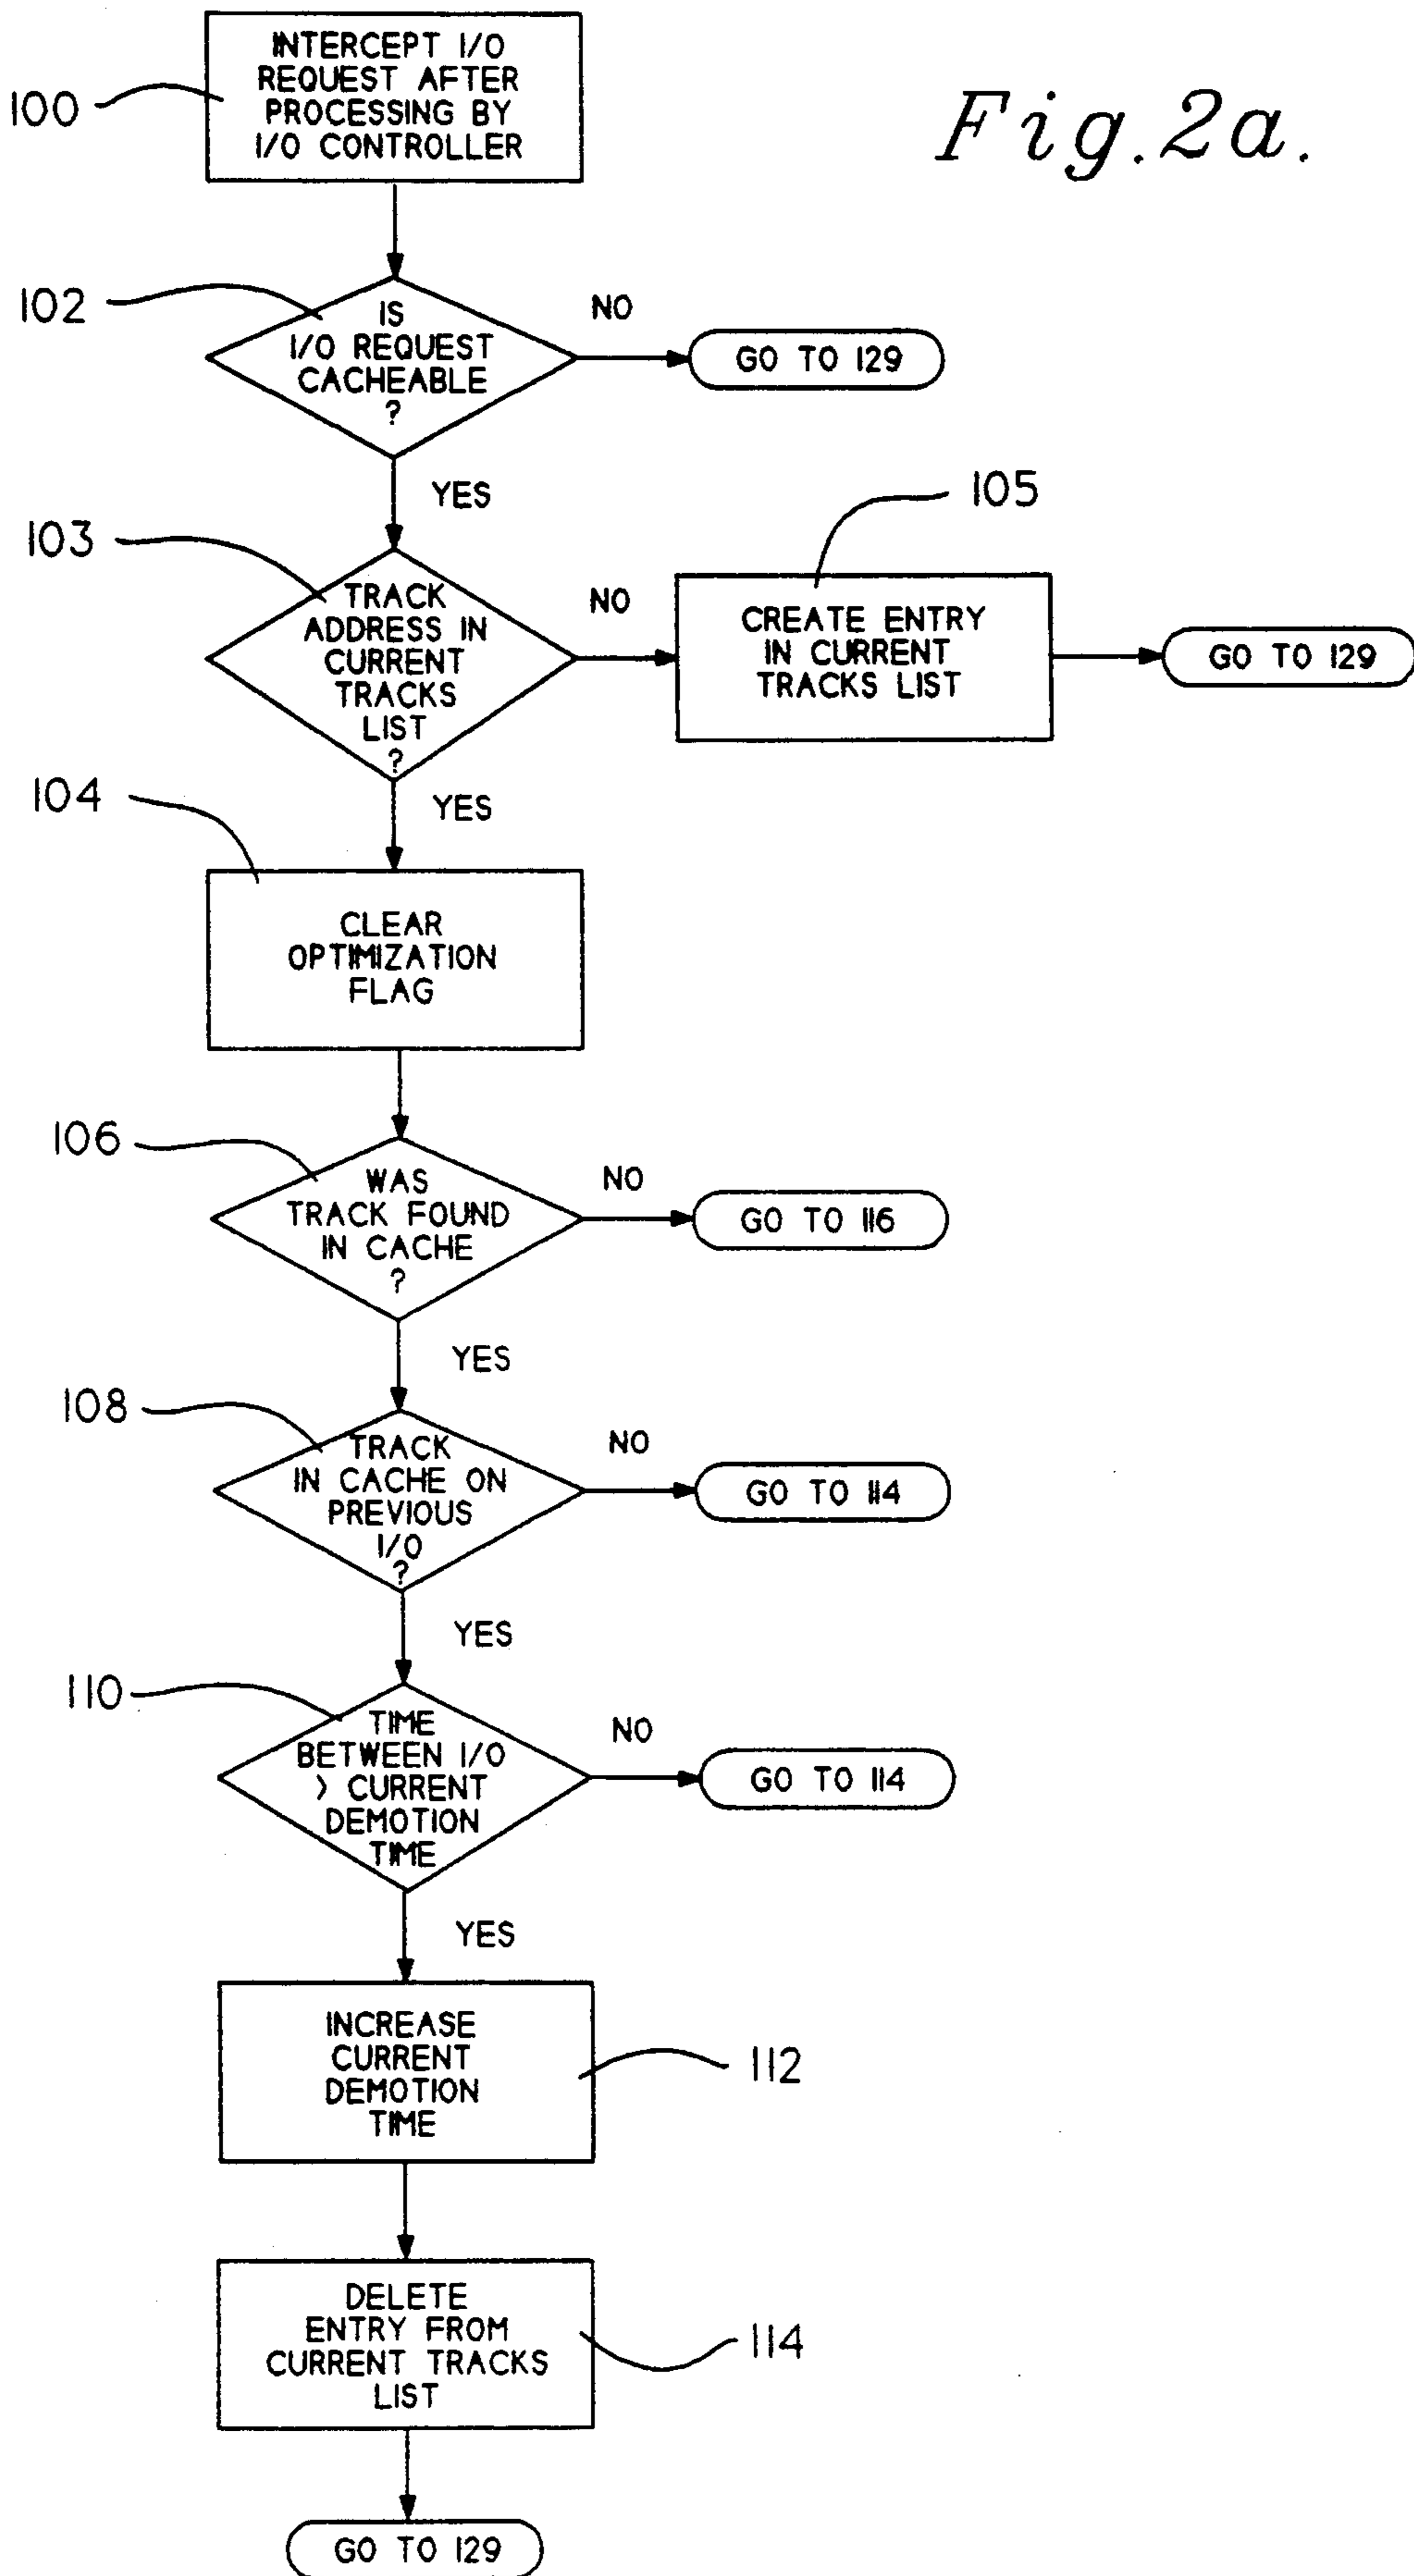 INTERCEPT I/O
REQUEST AFTER
PROCESSING BY
I/O CONTROLLER
100
Fig. 2a.
102
IS
I/O REQUEST
CACHEABLE
?
NO
GO TO 129
YES
103
TRACK
ADDRESS IN
CURRENT
TRACKS
LIST
?
NO
105
CREATE ENTRY
IN CURRENT
TRACKS LIST
GO TO 129
YES
104
CLEAR
OPTIMIZATION
FLAG
106
WAS
TRACK FOUND
IN CACHE
?
NO
GO TO 116
YES
108
TRACK
IN CACHE ON
PREVIOUS
I/O
?
NO
GO TO 114
YES
110
TIME
BETWEEN I/O
> CURRENT
DEMOTION
TIME
NO
GO TO 114
YES
INCREASE
CURRENT
DEMOTION
TIME
112
DELETE
ENTRY FROM
CURRENT TRACKS
LIST
114
GO TO 129